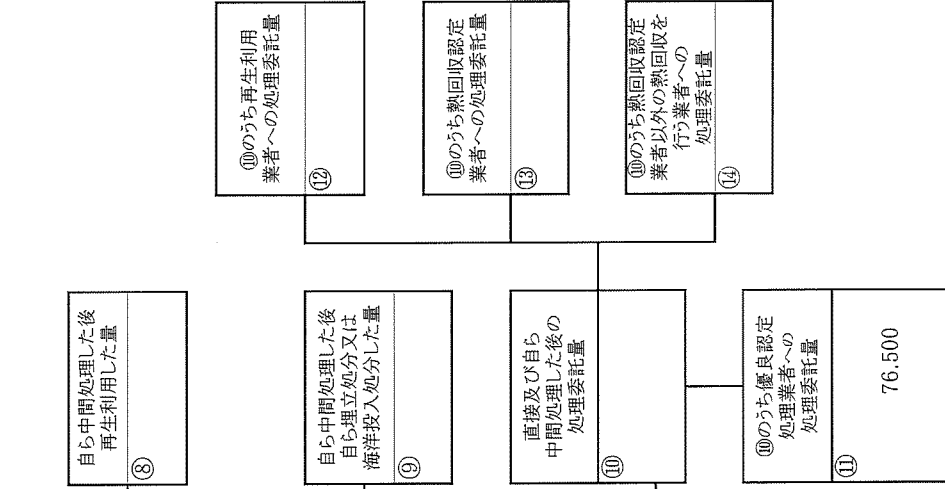 自ら中間処理した後
再生利用した量
⑧
自ら中間処理した後
自ら埋立処分又は
海洋投入処分した量
⑨
直接及び自ら
中間処理した後の
処理委託量
⑩
⑩のうち優良認定
処理業者への
処理委託量
⑪
76.500
⑩のうち再生利用
業者への処理委託量
⑫
⑩のうち熱回収認定
業者への処理委託量
⑬
⑩のうち熱回収認定
業者以外の熱回収を
行う業者への
処理委託量
⑭